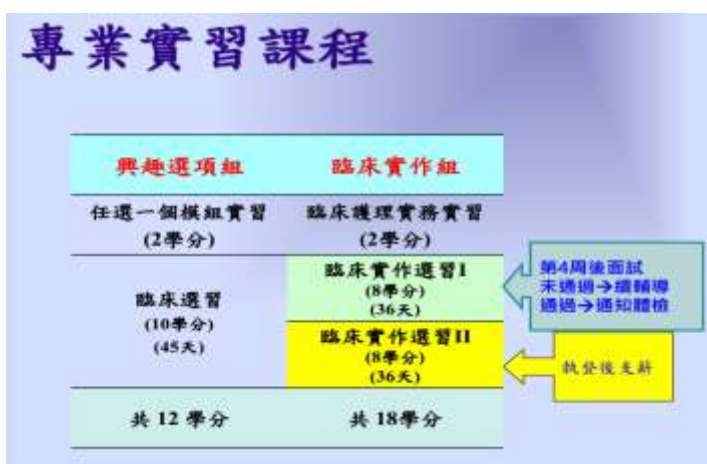 專業實習課程
興趣選項組
臨床實作組
任選一個模組實習
(2學分)
臨床護理實務實習
(2學分)
臨床選習
(10學分)
(45天)
臨床實作選習I
(8學分)
(36天)
臨床實作選習II
(8學分)
(36天)
共 12 學分
共 18學分
第4周後面試
未通過→續輔導
通過→通知體檢
執登後支薪